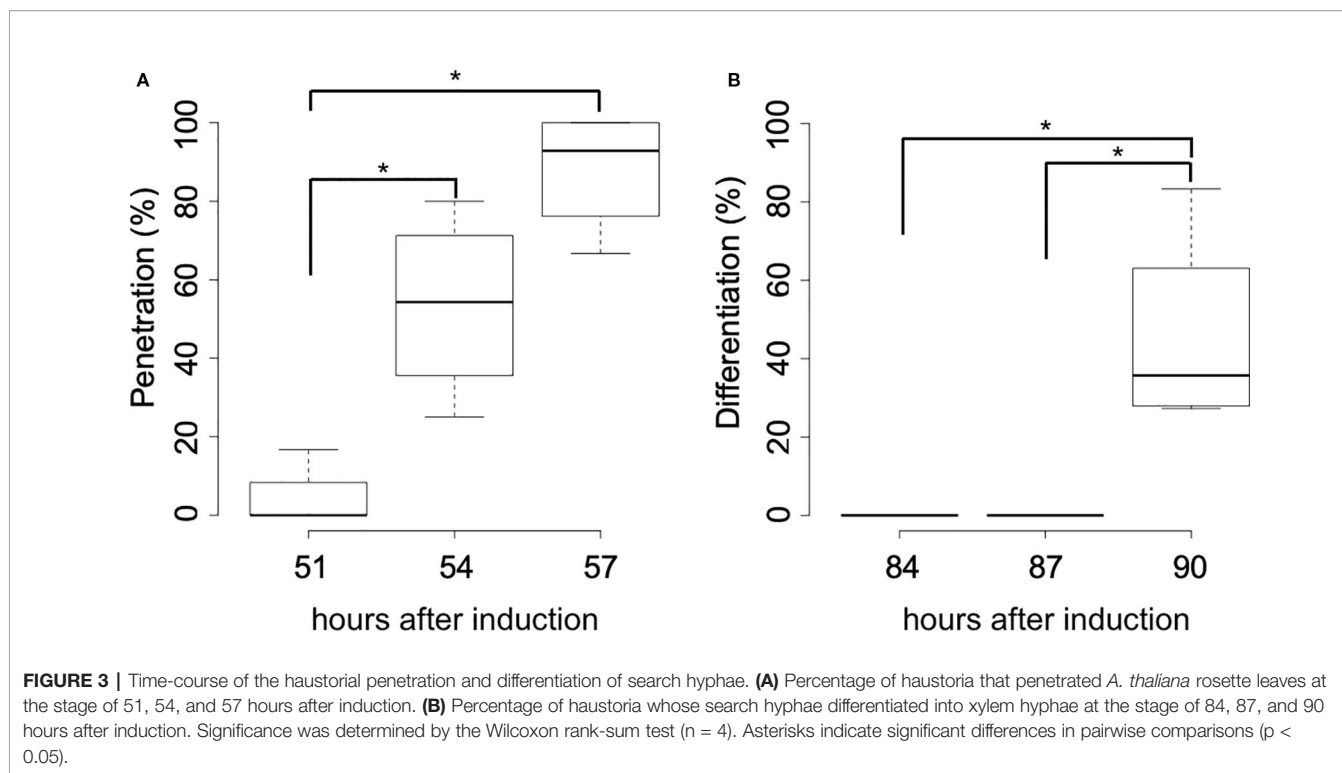 A
*
*
Penetration (%)
100
80
60
40
20
0
51 54 57
hours after induction
B
*
*
Differentiation (%)
100
80
60
40
20
0
84 87 90
hours after induction
FIGURE 3 | Time-course of the haustorial penetration and differentiation of search hyphae. (A) Percentage of haustoria that penetrated A. thaliana rosette leaves at
the stage of 51, 54, and 57 hours after induction. (B) Percentage of haustoria whose search hyphae differentiated into xylem hyphae at the stage of 84, 87, and 90
hours after induction. Significance was determined by the Wilcoxon rank-sum test (n = 4). Asterisks indicate significant differences in pairwise comparisons (p <
0.05).